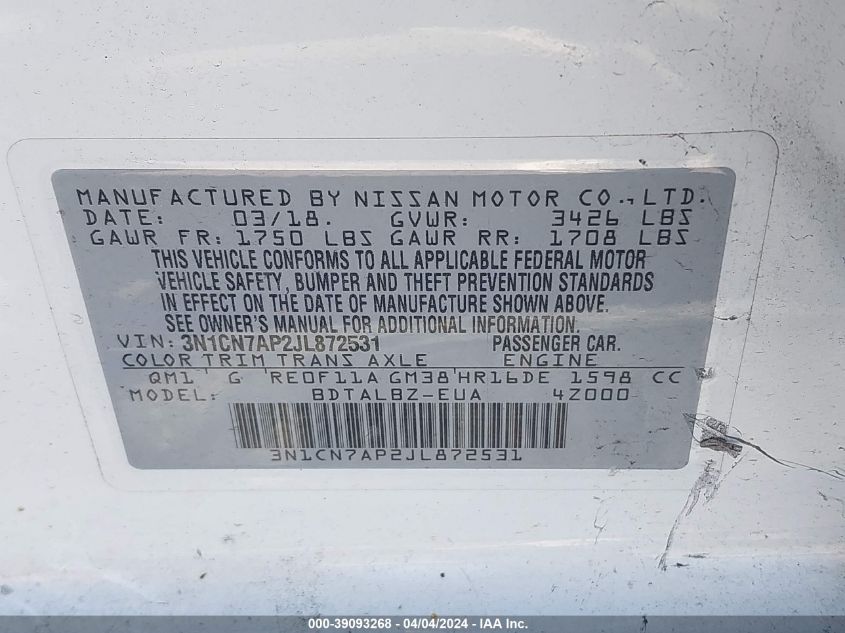 MANUFACTURED BY NISSAN MOTOR CO., LTD.
DATE: 03/18. GVWR: 3426 LBS
GAWR FR: 1750 LBS GAWR RR: 1708 LBS
THIS VEHICLE CONFORMS TO ALL APPLICABLE FEDERAL MOTOR
VEHICLE SAFETY, BUMPER AND THEFT PREVENTION STANDARDS
IN EFFECT ON THE DATE OF MANUFACTURE SHOWN ABOVE.
SEE OWNER'S MANUAL FOR ADDITIONAL INFORMATION.
VIN: 3N1CN7AP2JL872531 PASSENGER CAR.
COLOR TRIM TRANS AXLE ENGINE
QM1 G RE0F11A GM38 HR16DE 1598 CC
MODEL: BDTALBZ-EUA 4Z000
3N1CN7AP2JL872531
000-39093268 - 04/04/2024 - IAA Inc.